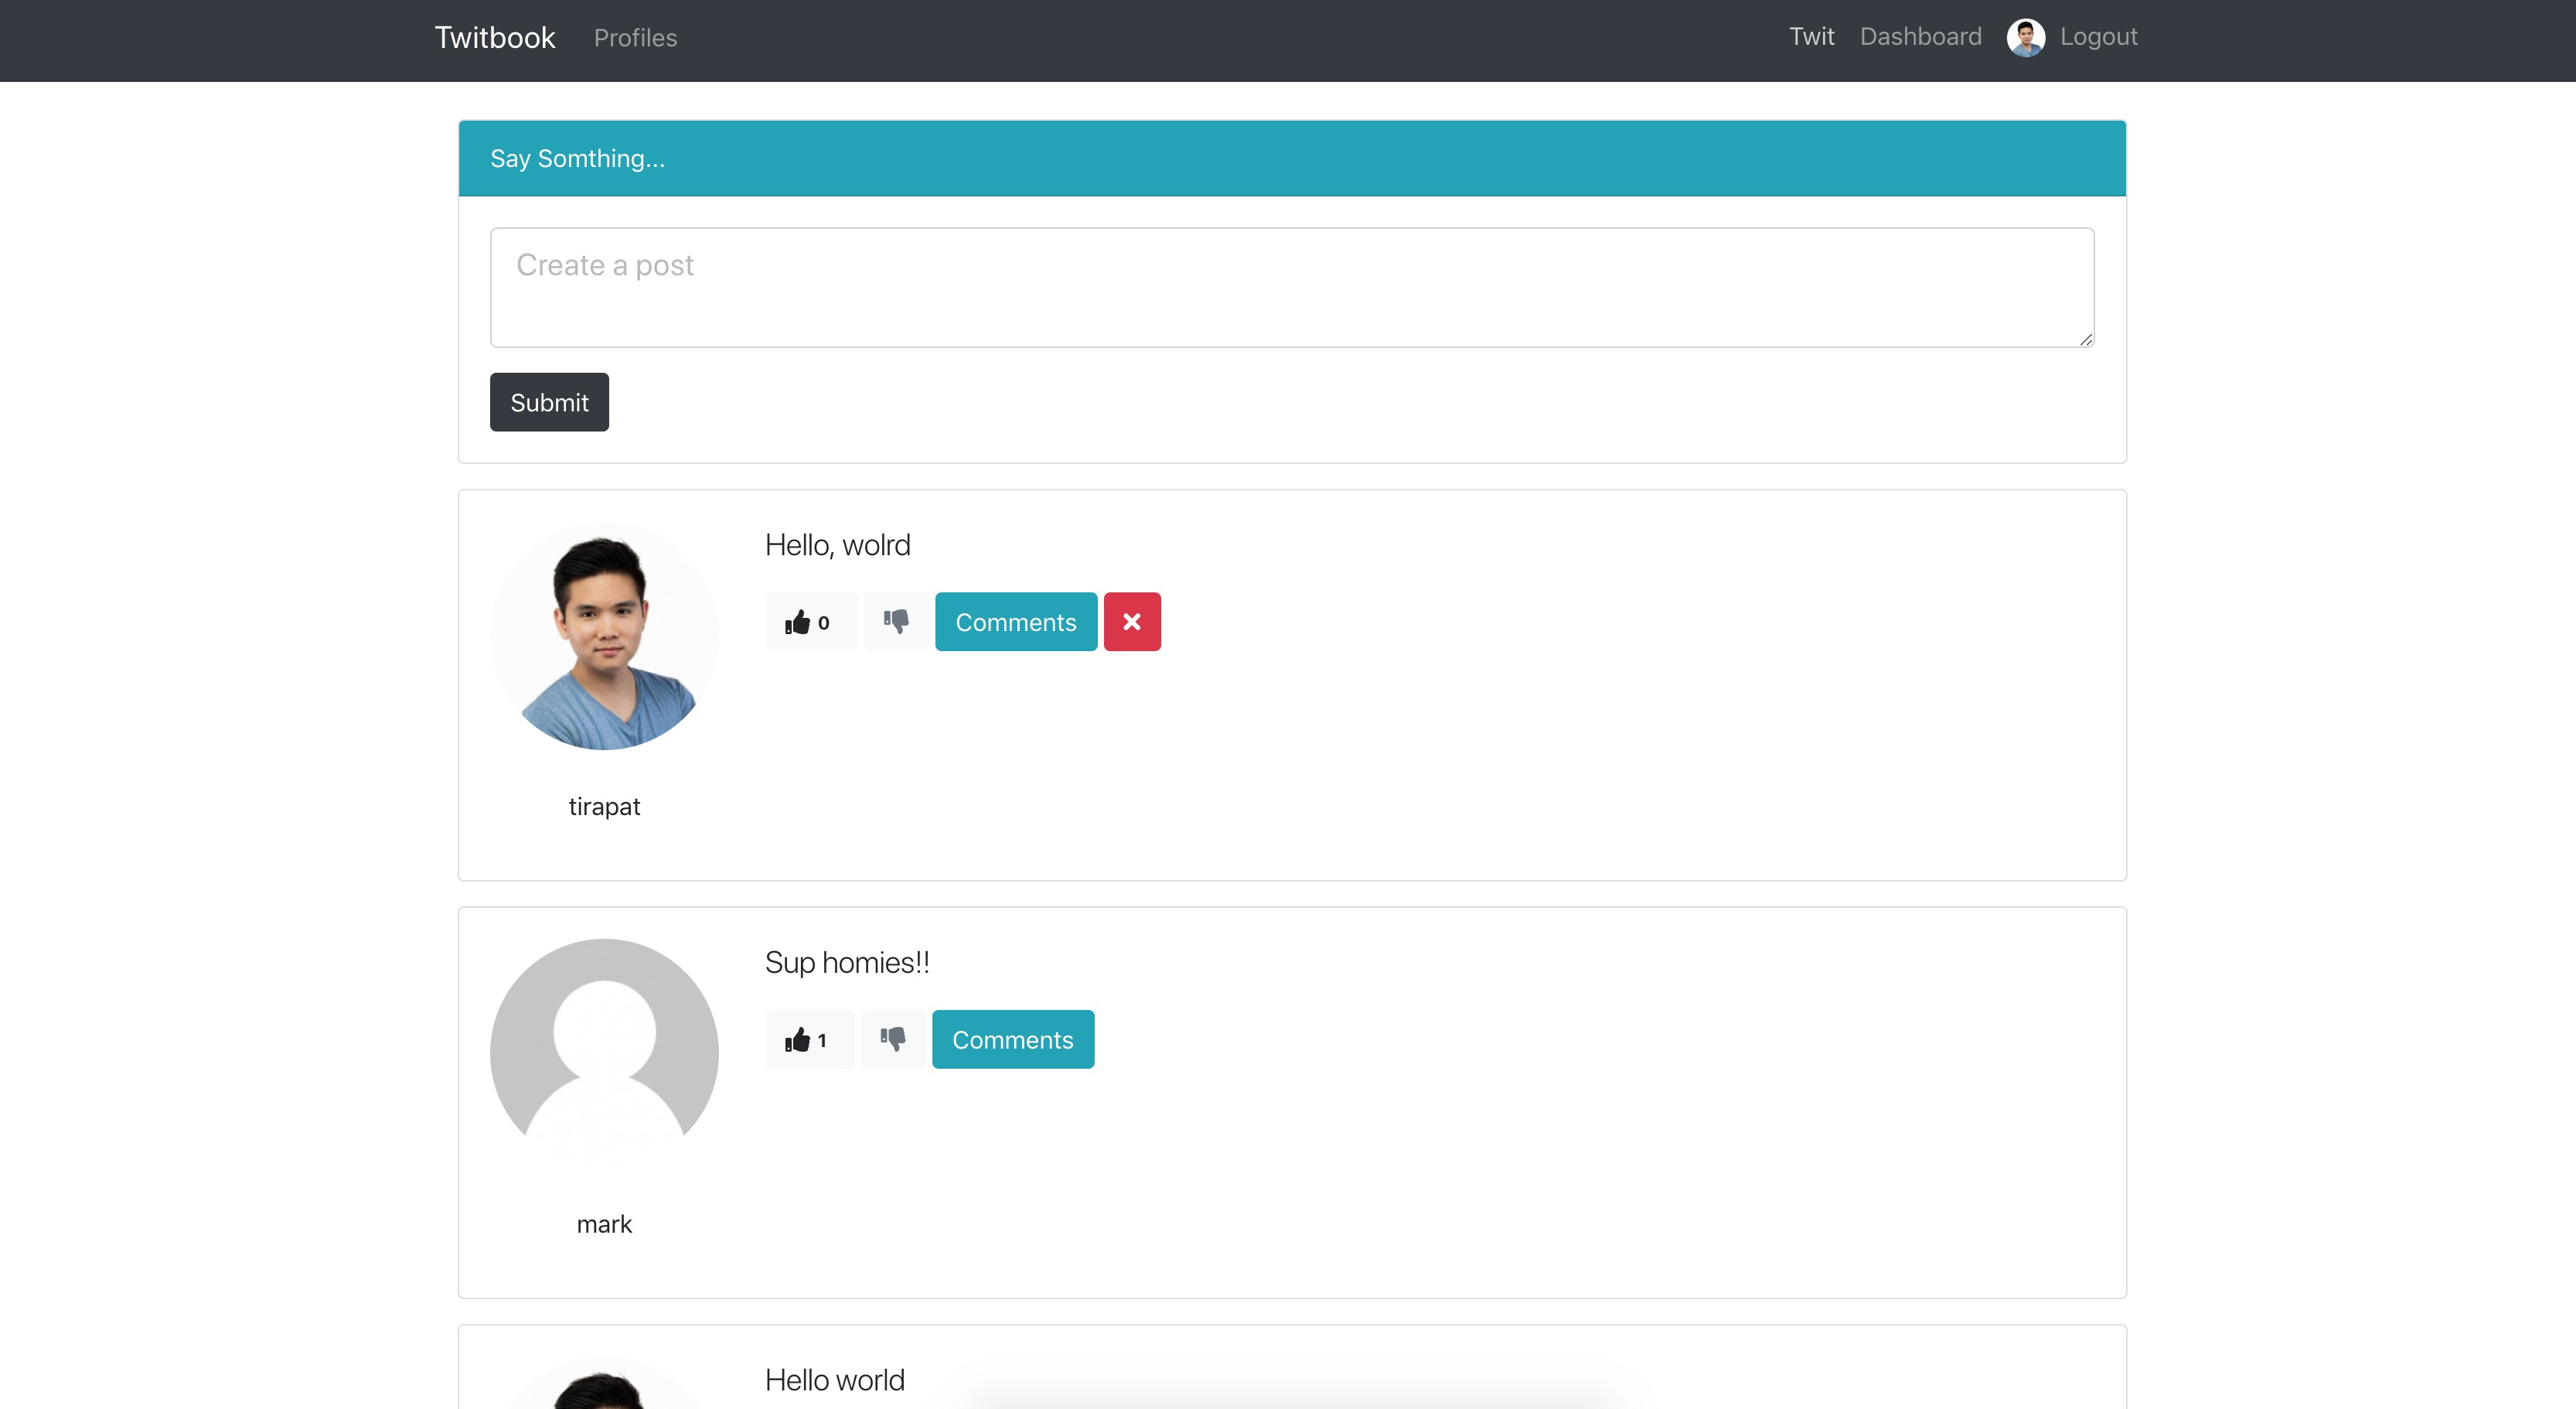 Twitbook Profiles Twit Dashboard Logout
Say Somthing...
Create a post
Submit
Hello, wolrd
0 Comments
tirapat
Sup homies!!
1 Comments
mark
Hello world